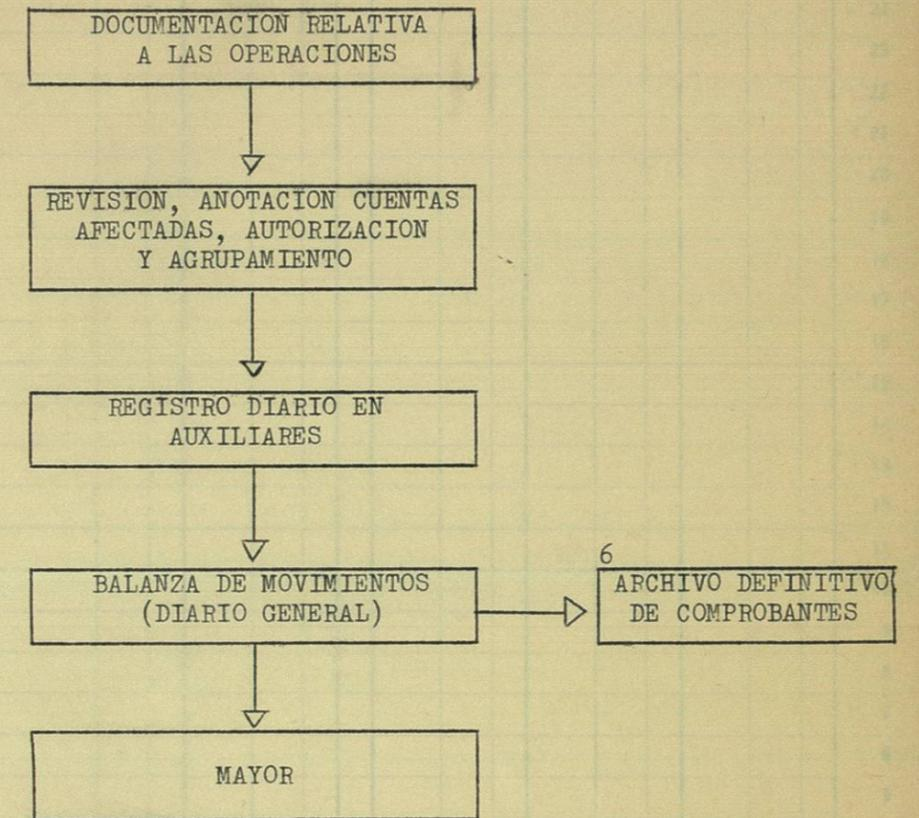 DOCUMENTACION RELATIVA
A LAS OPERACIONES
REVISION, ANOTACION CUENTAS
AFECTADAS, AUTORIZACION
Y AGRUPAMIENTO
REGISTRO DIARIO EN
AUXILIARES
BALANZA DE MOVIMIENTOS
(DIARIO GENERAL)
6
ARCHIVO DEFINITIVO
DE COMPROBANTES
MAYOR